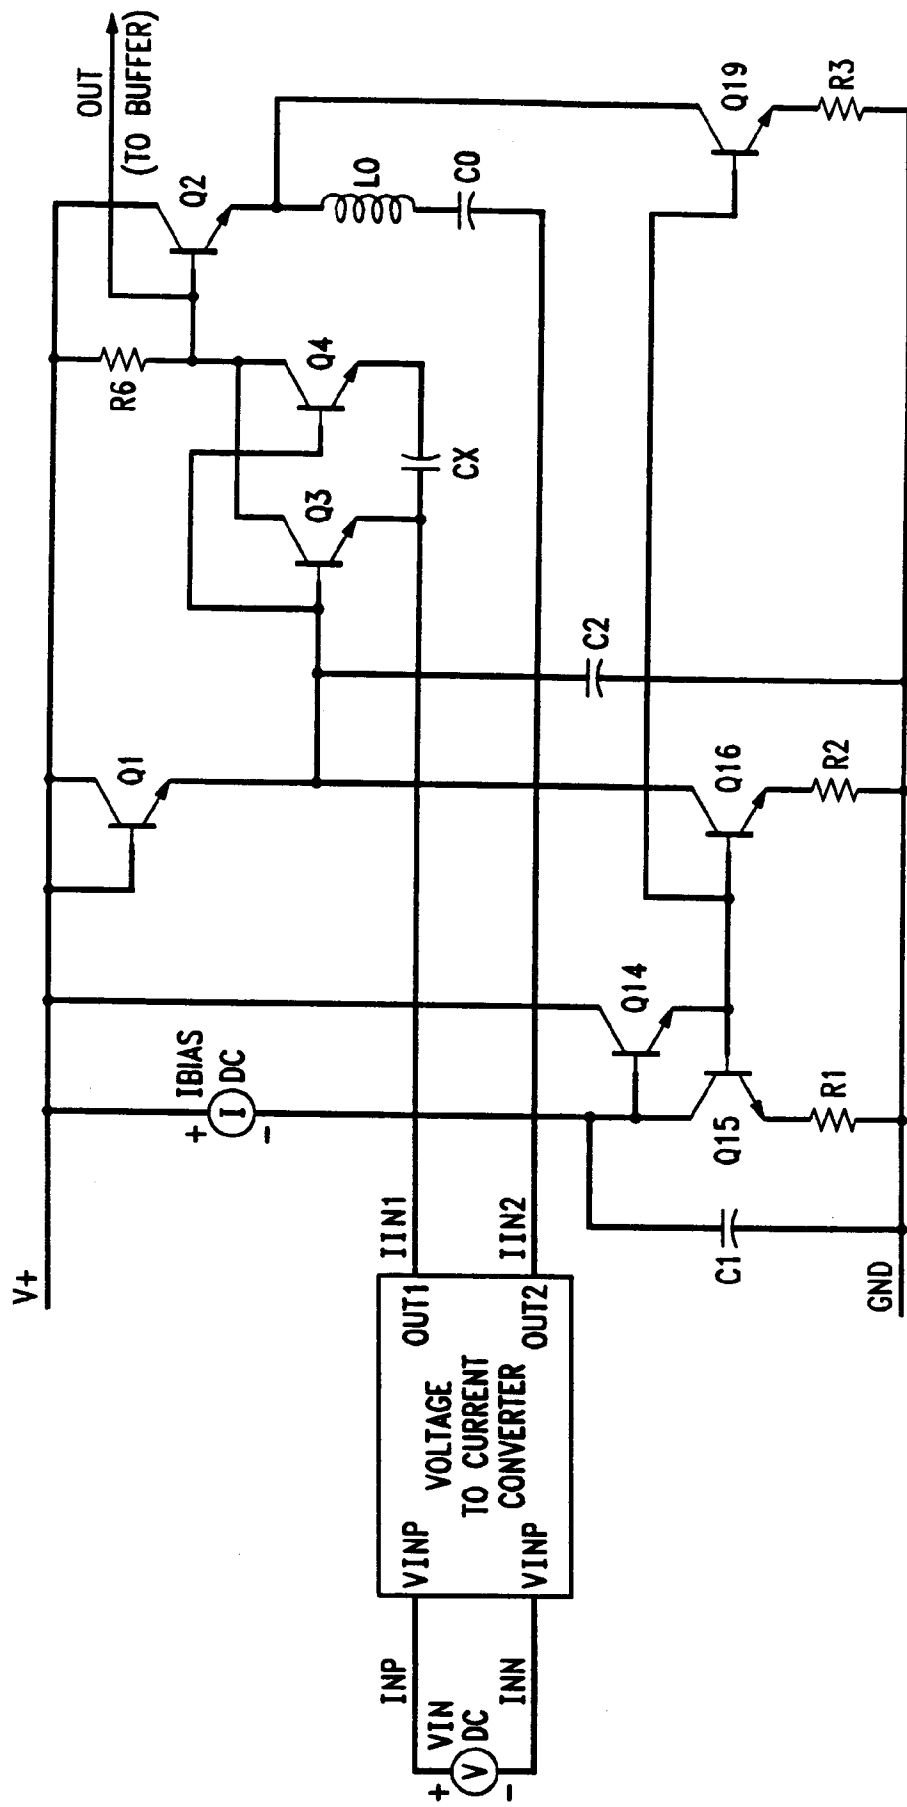 V+
IBIAS
+
I
DC
-
Q1
R6
OUT
(TO BUFFER)
Q2
Q3
Q4
CX
L0
C0
INP
VIN
+
V
DC
-
INN
VINP
OUT1
VOLTAGE
TO CURRENT
CONVERTER
VINP
OUT2
IIN1
IIN2
C2
Q14
Q15
Q16
Q19
C1
R1
R2
R3
GND